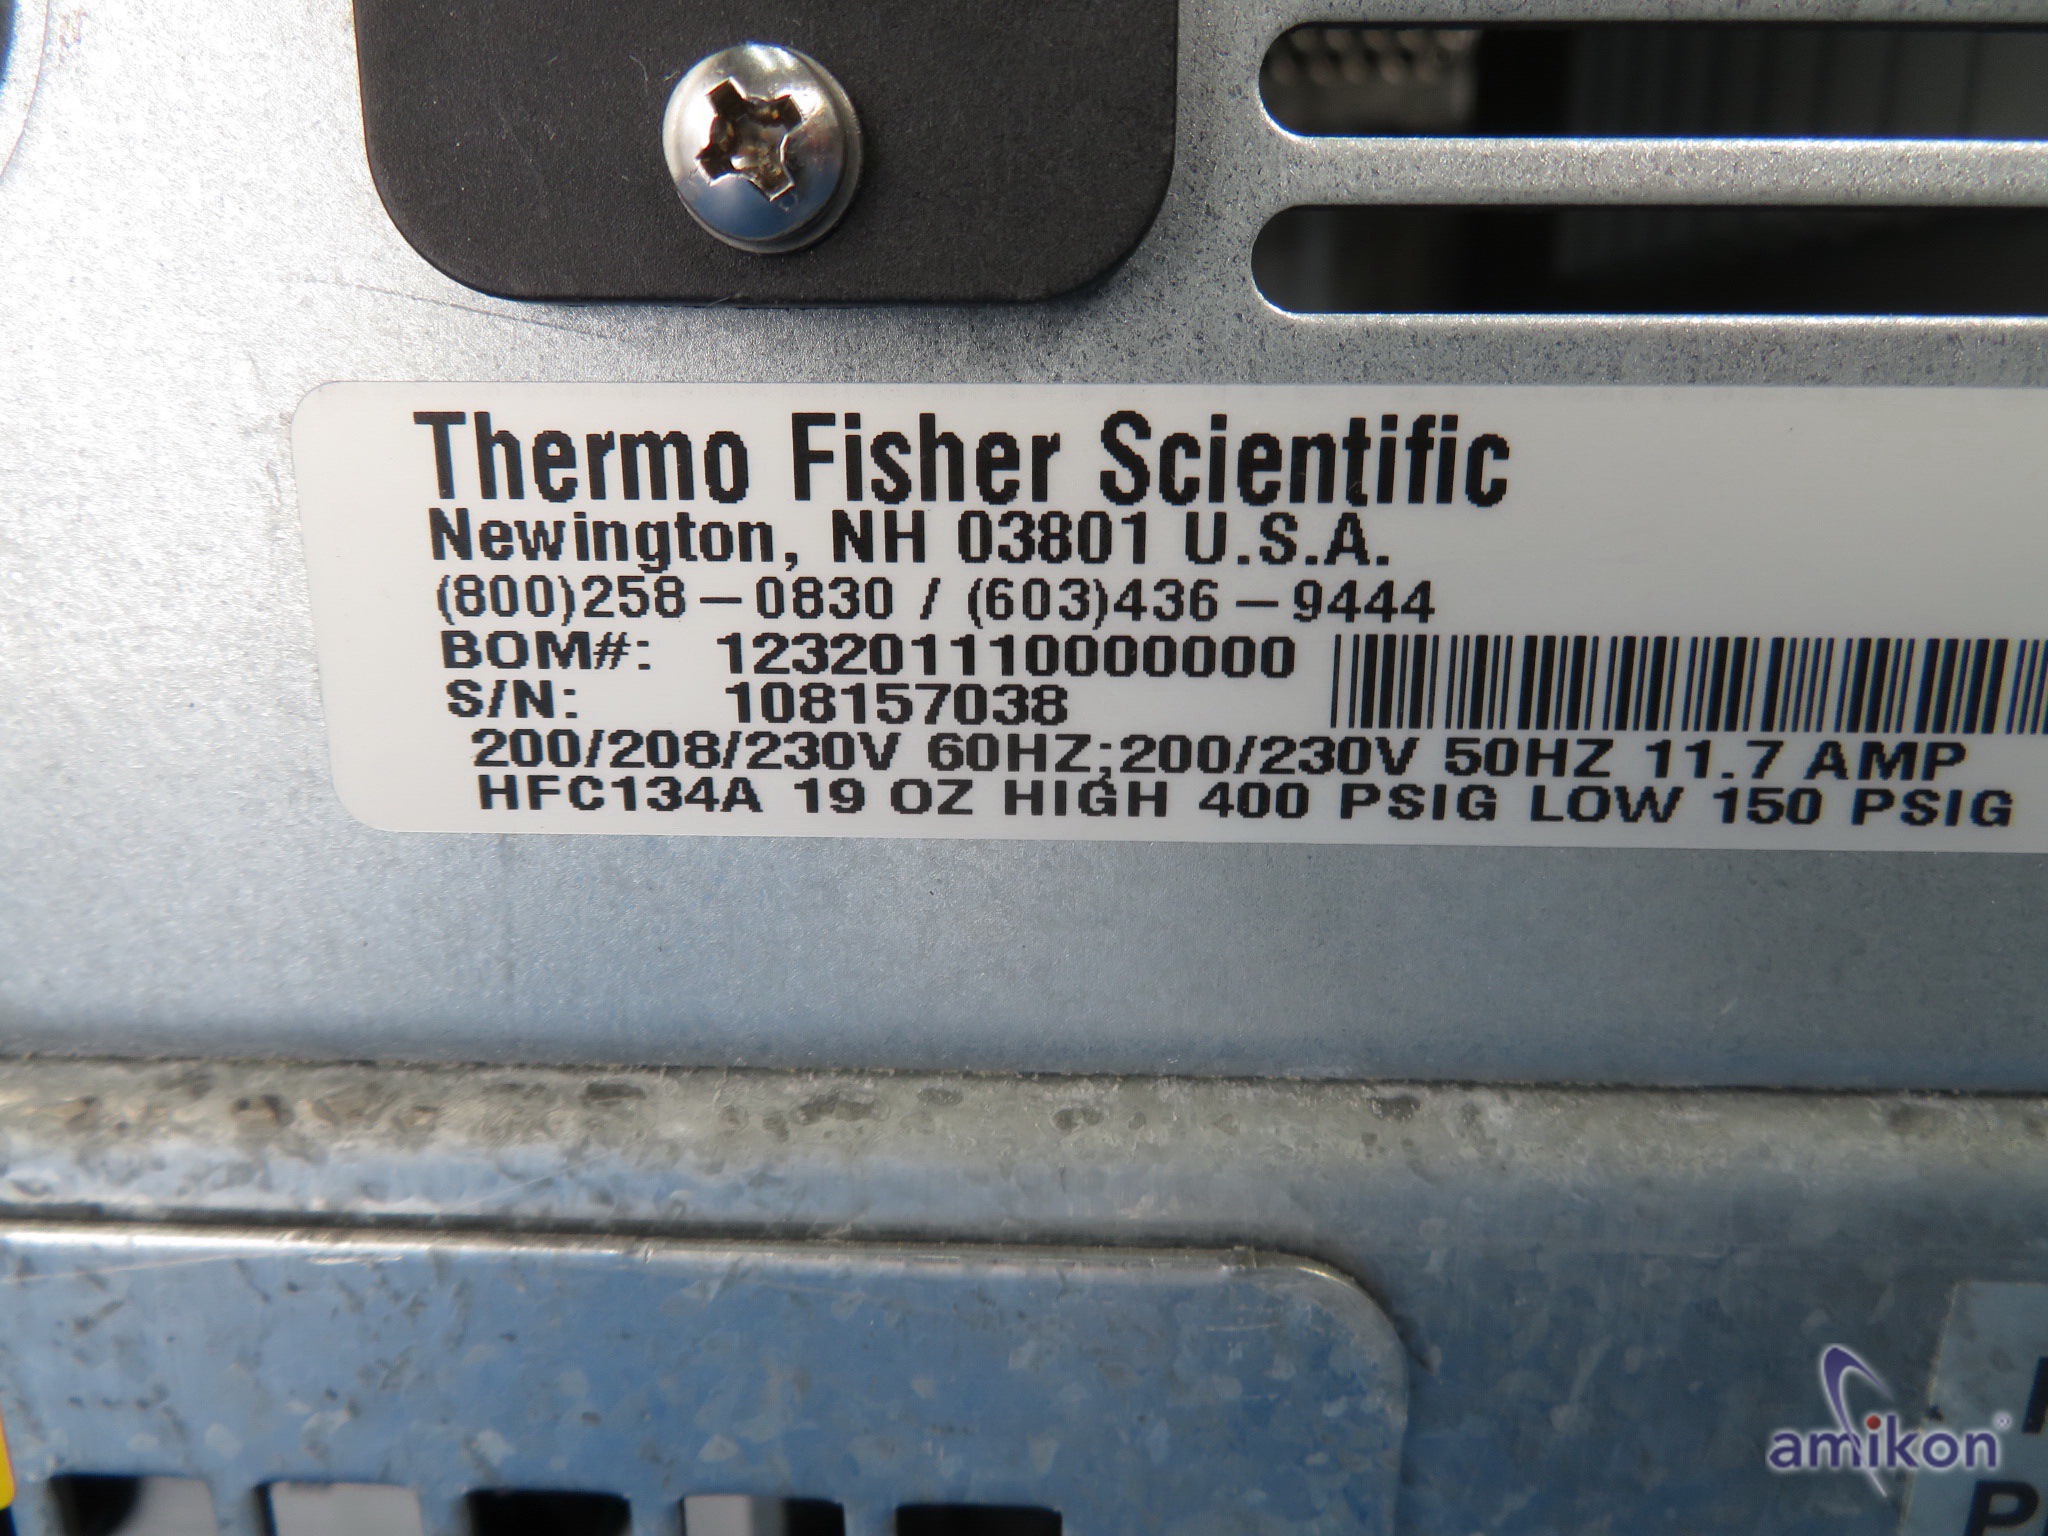 Thermo Fisher Scientific
Newington, NH 03801 U.S.A.
(800)258-0830 / (603)436-9444
BOM#: 123201110000000
S/N: 108157038
200/208/230V 60HZ;200/230V 50HZ 11.7 AMP
HFC134A 19 OZ HIGH 400 PSIG LOW 150 PSIG
amikon®
P